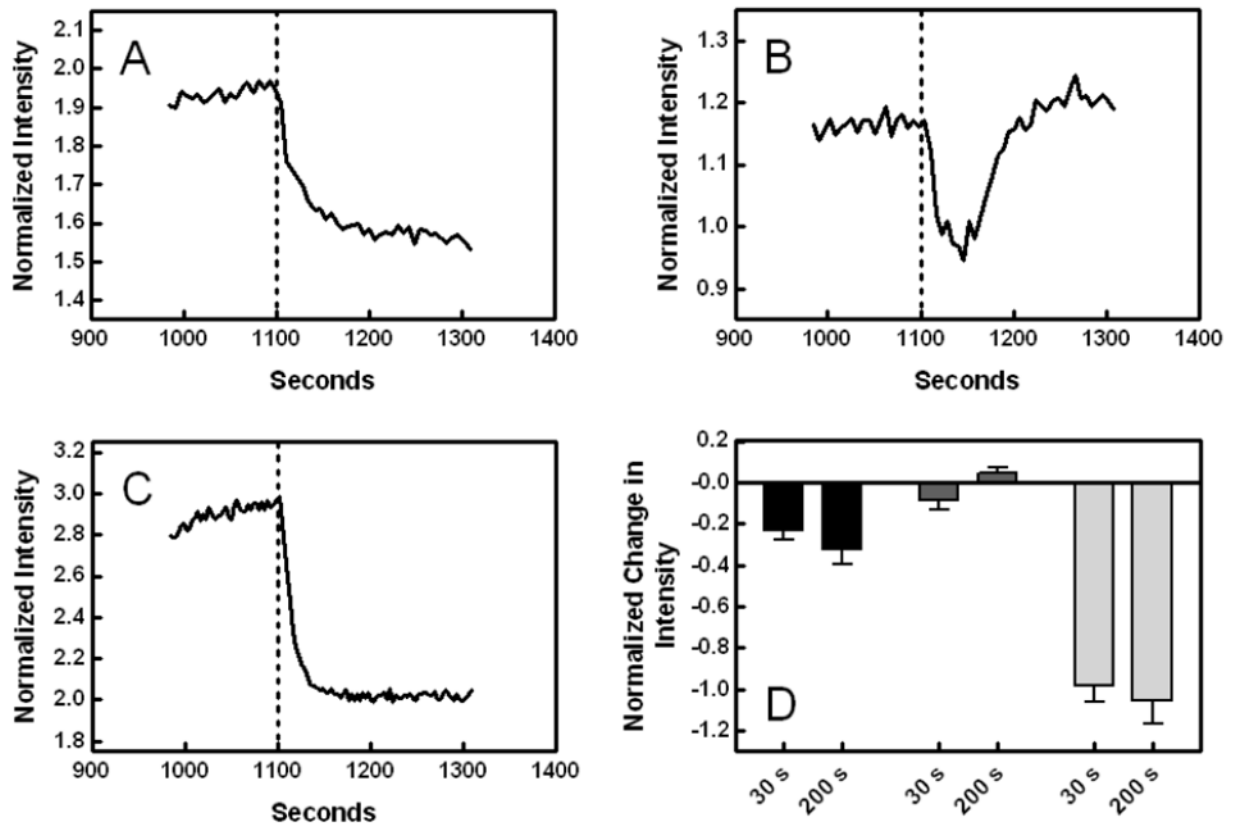 A
Normalized Intensity
2.1
2.0
1.9
1.8
1.7
1.6
1.5
1.4
900 1000 1100 1200 1300 1400
Seconds
B
Normalized Intensity
1.3
1.2
1.1
1.0
0.9
900 1000 1100 1200 1300 1400
Seconds
C
Normalized Intensity
3.2
3.0
2.8
2.6
2.4
2.2
2.0
1.8
900 1000 1100 1200 1300 1400
Seconds
D
Normalized Change in
Intensity
0.2
-0.0
-0.2
-0.4
-0.6
-0.8
-1.0
-1.2
30 s 200 s 30 s 200 s 30 s 200 s